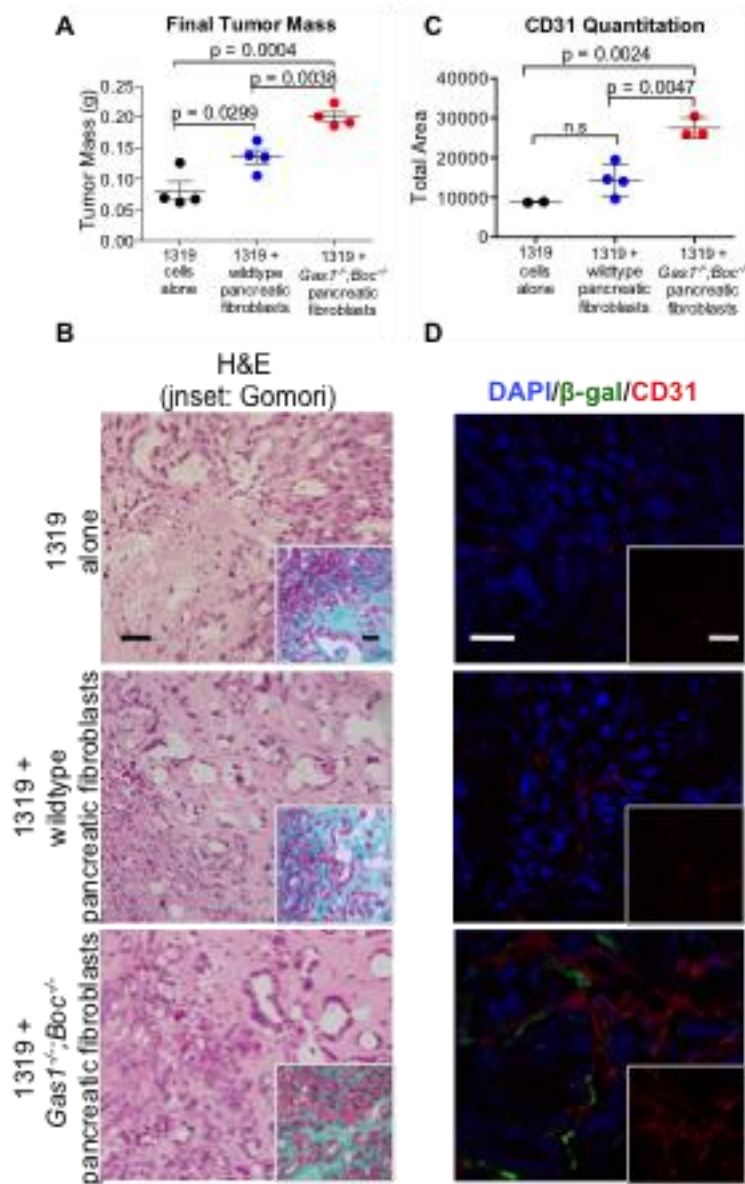 A
Final Tumor Mass
p = 0.0004
p = 0.0038
p = 0.0299
Tumor Mass (g)
0.25
0.20
0.15
0.10
0.05
0.00
1319
cells
alone
1319 +
wildtype
pancreatic
fibroblasts
1319 +
Gas1-/-;Boc-/-
pancreatic
fibroblasts
C
CD31 Quantitation
p = 0.0024
p = 0.0047
n.s
Total Area
40000
30000
20000
10000
0
1319
cells
alone
1319 +
wildtype
pancreatic
fibroblasts
1319 +
Gas1-/-;Boc-/-
pancreatic
fibroblasts
B
H&E
(jnset: Gomori)
1319
alone
1319 +
wildtype
pancreatic fibroblasts
1319 +
Gas1-/-;Boc-/-
pancreatic fibroblasts
D
DAPI/β-gal/CD31